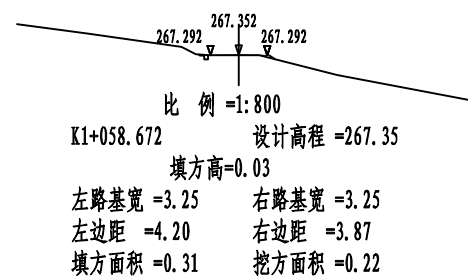 267.352
267.292 267.292
比 例 =1:800
K1+058.672 设计高程 =267.35
填方高=0.03
左路基宽 =3.25 右路基宽 =3.25
左边距 =4.20 右边距 =3.87
填方面积 =0.31 挖方面积 =0.22